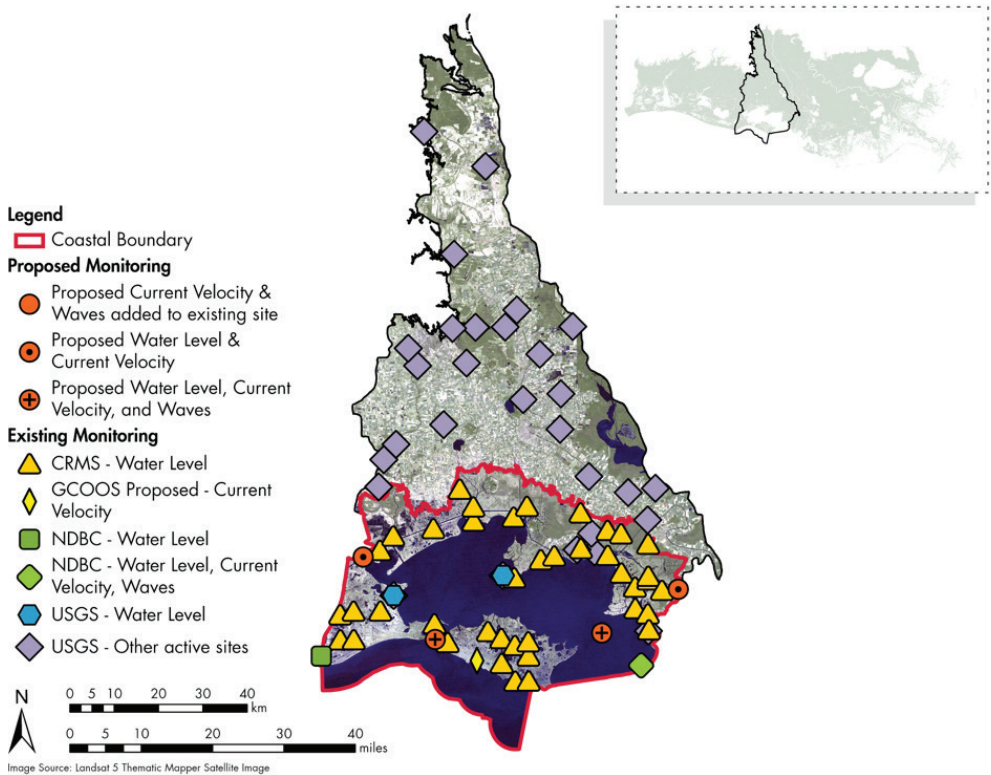 Legend
Coastal Boundary
Proposed Monitoring
Proposed Current Velocity &
Waves added to existing site
Proposed Water Level &
Current Velocity
Proposed Water Level, Current
Velocity, and Waves
Existing Monitoring
CRMS - Water Level
GCOOS Proposed - Current
Velocity
NDBC - Water Level
NDBC - Water Level, Current
Velocity, Waves
USGS - Water Level
USGS - Other active sites
N
0 5 10 20 30 40
km
0 5 10 20 30 40
miles
Image Source: Landsat 5 Thematic Mapper Satellite Image